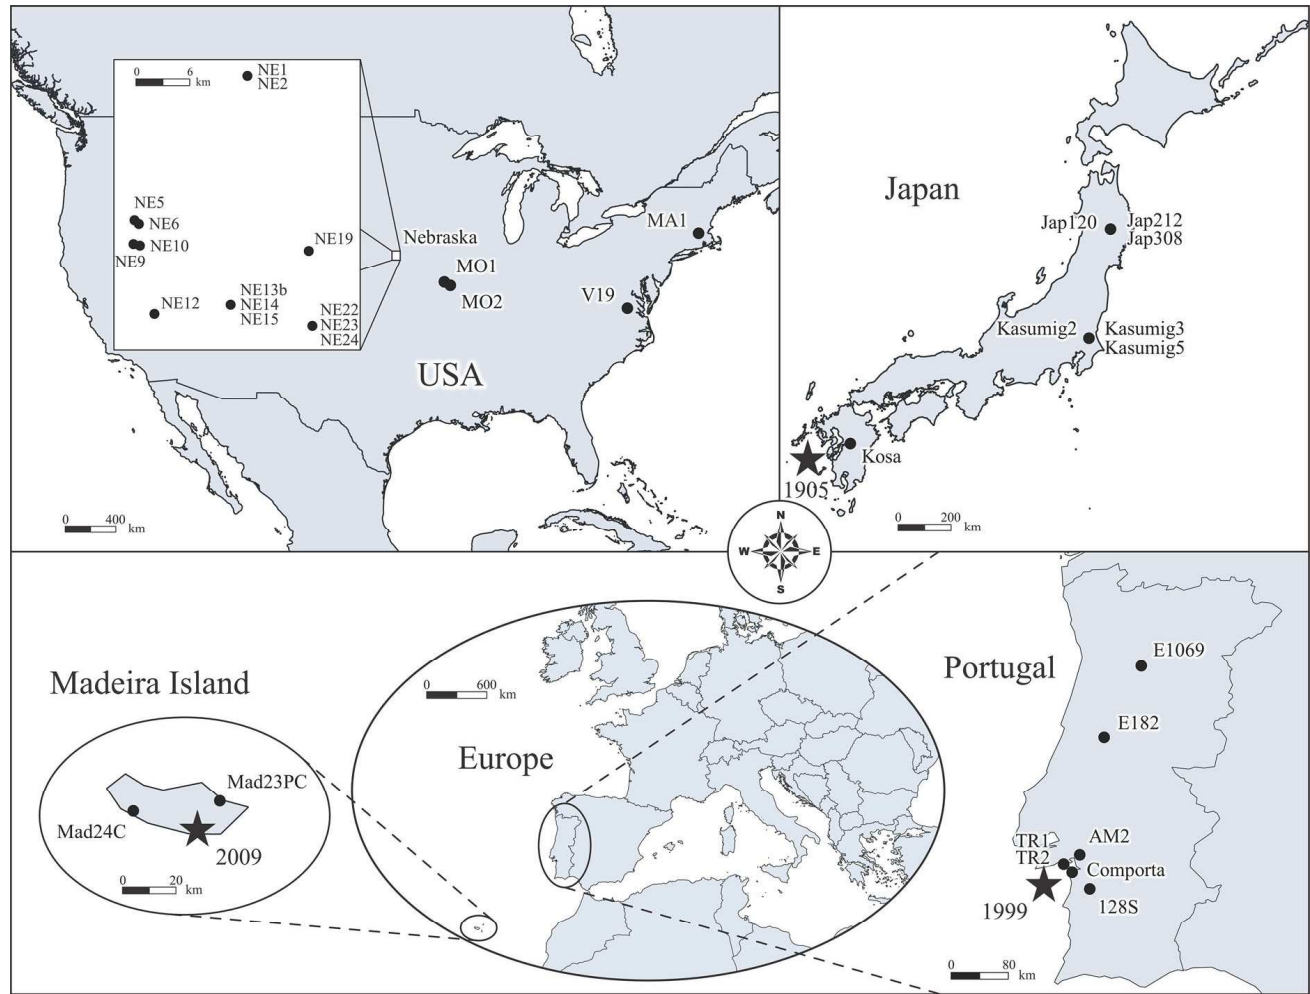 0 6
km
NE1
NE2
NE5
NE6
NE10
NE9
NE19
NE12
NE13b
NE14
NE15
NE22
NE23
NE24
Nebraska
MO1
MO2
MA1
V19
USA
0 400
km
Japan
Jap120
Jap212
Jap308
Kasumig2
Kasumig3
Kasumig5
Kosa
1905
0 200
km
N
W E
S
Madeira Island
Mad23PC
Mad24C
2009
0 20
km
0 600
km
Europe
Portugal
E1069
E182
TR1
TR2
AM2
Comporta
128S
1999
0 80
km